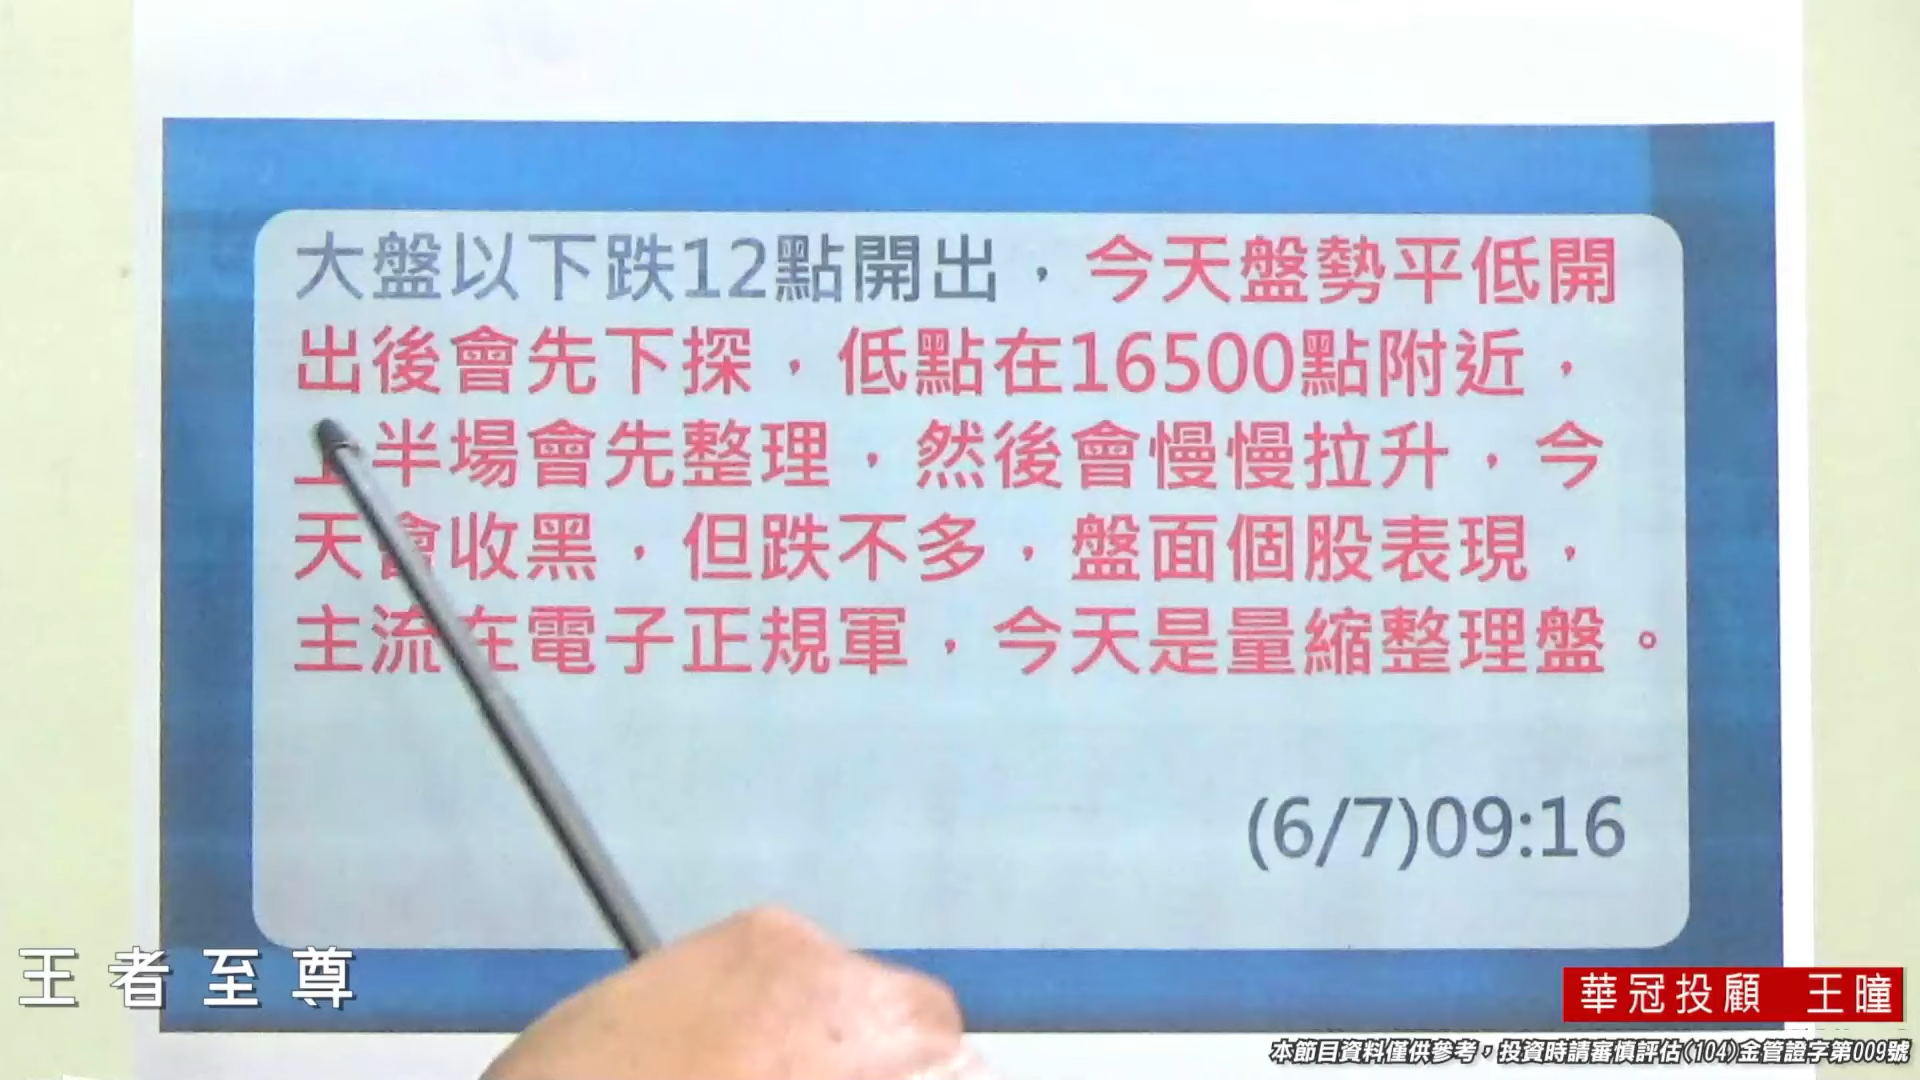 大盤以下跌12點開出，今天盤勢平低開
出後會先下探，低點在16500點附近，
上半場會先整理，然後會慢慢拉升，今
天會收黑，但跌不多，盤面個股表現，
主流在電子正規軍，今天是量縮整理盤。
(6/7)09:16
王者至尊
華冠投顧 王曈
本節目資料僅供參考，投資時請審慎評估(104)金管證字第009號